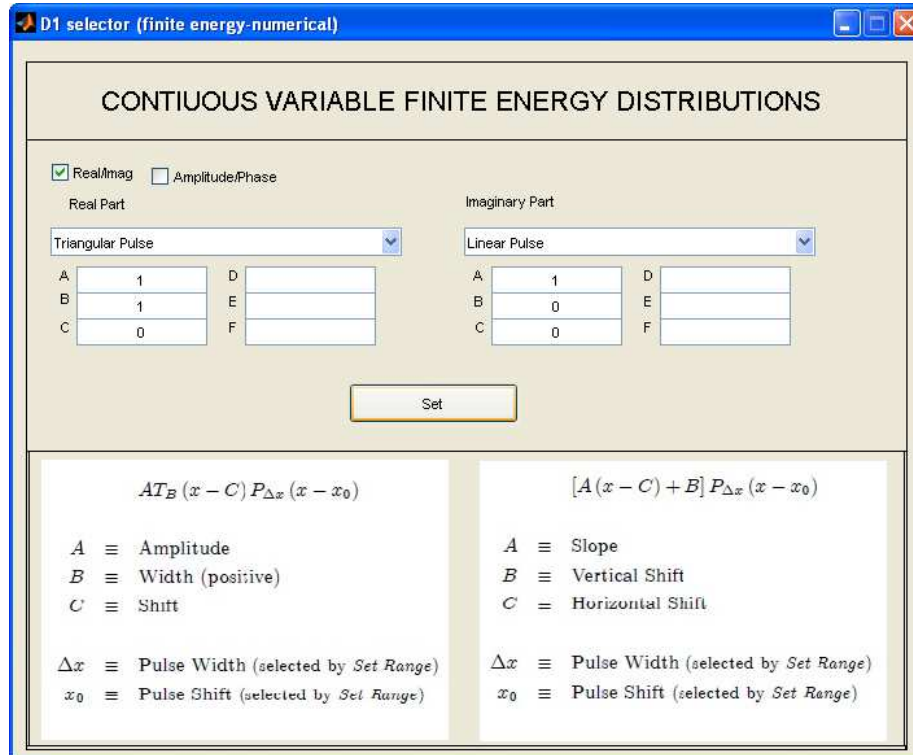 D1 selector (finite energy-numerical)
CONTIUOUS VARIABLE FINITE ENERGY DISTRIBUTIONS
Real/Imag Amplitude/Phase
Real Part Imaginary Part
Triangular Pulse Linear Pulse
A 1 D A 1 D
B 1 E B 0 E
C 0 F C 0 F
Set
AT_B (x − C) P_Δx (x − x_0)
A ≡ Amplitude
B ≡ Width (positive)
C ≡ Shift
Δx ≡ Pulse Width (selected by Set Range)
x_0 ≡ Pulse Shift (selected by Set Range)
[A (x − C) + B] P_Δx (x − x_0)
A ≡ Slope
B ≡ Vertical Shift
C = Horizontal Shift
Δx ≡ Pulse Width (selected by Set Range)
x_0 ≡ Pulse Shift (selected by Set Range)